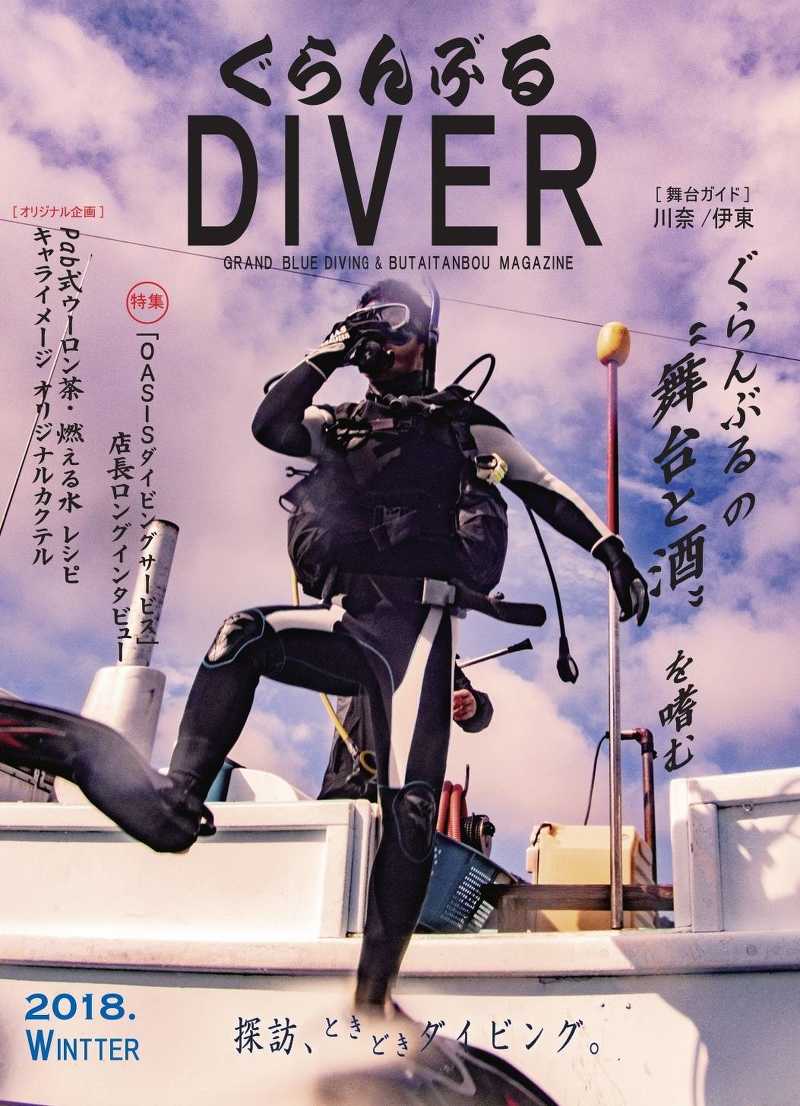 ぐらんぶる
DIVER
GRAND BLUE DIVING & BUTAITANBOU MAGAZINE
[舞台ガイド]
川奈/伊東
ぐらんぶるの
"舞台と酒"
を嗜む
特集
「OASISダイビングサービス」
店長ロングインタビュー
[オリジナル企画]
Pab式ウーロン茶・燃える水 レシピ
キャライメージ オリジナルカクテル
2018.
WINTTER
探訪、ときどきダイビング。